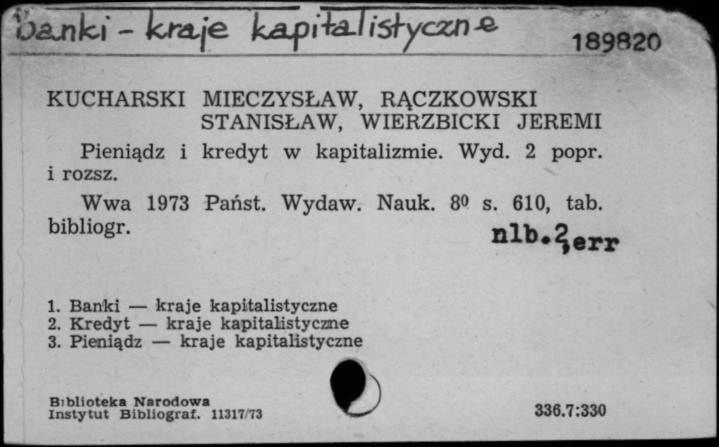 Banki - kraje kapitalistyczne
189820
KUCHARSKI MIECZYSŁAW, RĄCZKOWSKI
STANISŁAW, WIERZBICKI JEREMI
Pieniądz i kredyt w kapitalizmie. Wyd. 2 popr.
i rozsz.
Wwa 1973 Państ. Wydaw. Nauk. 8⁰ s. 610, tab.
bibliogr.
nlb.2,err
1. Banki — kraje kapitalistyczne
2. Kredyt — kraje kapitalistyczne
3. Pieniądz — kraje kapitalistyczne
Biblioteka Narodowa
Instytut Bibliograf. 11317/73
336.7:330